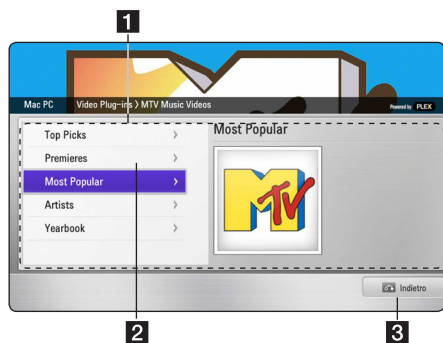 1
Mac PC Video Plug-ins > MTV Music Videos Powered by PLEX
Top Picks >
Premieres >
Most Popular >
Artists >
Yearbook >
Most Popular
MTV
Indietro
2
3